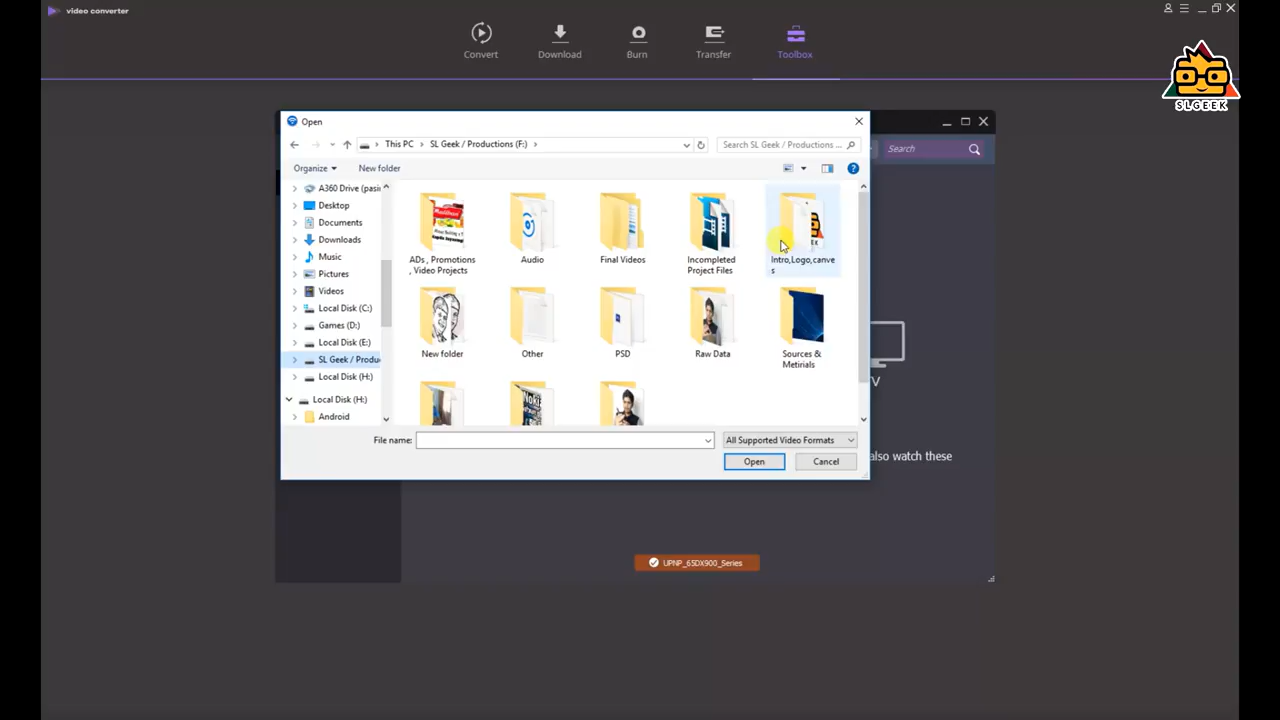 video converter
Convert
Download
Burn
Transfer
Toolbox
SLGEEK
Open
This PC
SL Geek / Productions (F:)
Search SL Geek / Productions ...
Search
Organize
New folder
A360 Drive (pasin
Desktop
Documents
Downloads
Music
Pictures
Videos
Local Disk (C:)
Games (D:)
Local Disk (E:)
SL Geek / Produc
Local Disk (H:)
Local Disk (H:)
Android
ADs , Promotions
, Video Projects
Audio
Final Videos
Incompleted
Project Files
Intro,Logo,canve
s
New folder
Other
PSD
Raw Data
Sources &
Metirials
V
File name:
All Supported Video Formats
Open
Cancel
also watch these
UPNP_65DX900_Series